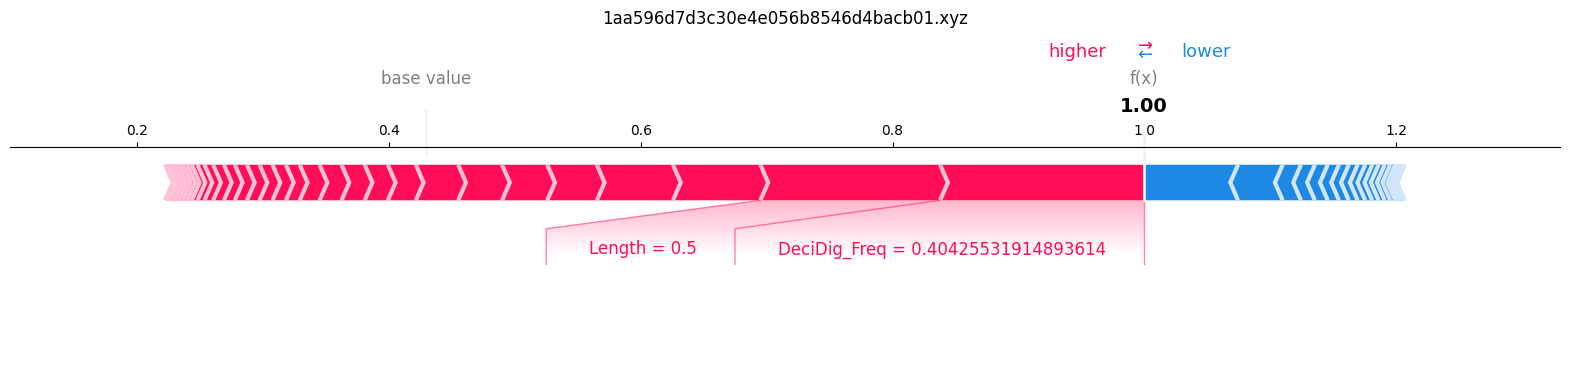 1aa596d7d3c30e4e056b8546d4bacb01.xyz
higher ⇄ lower
base value f(x)
1.00
0.2 0.4 0.6 0.8 1.0 1.2
Length = 0.5 DeciDig_Freq = 0.40425531914893614